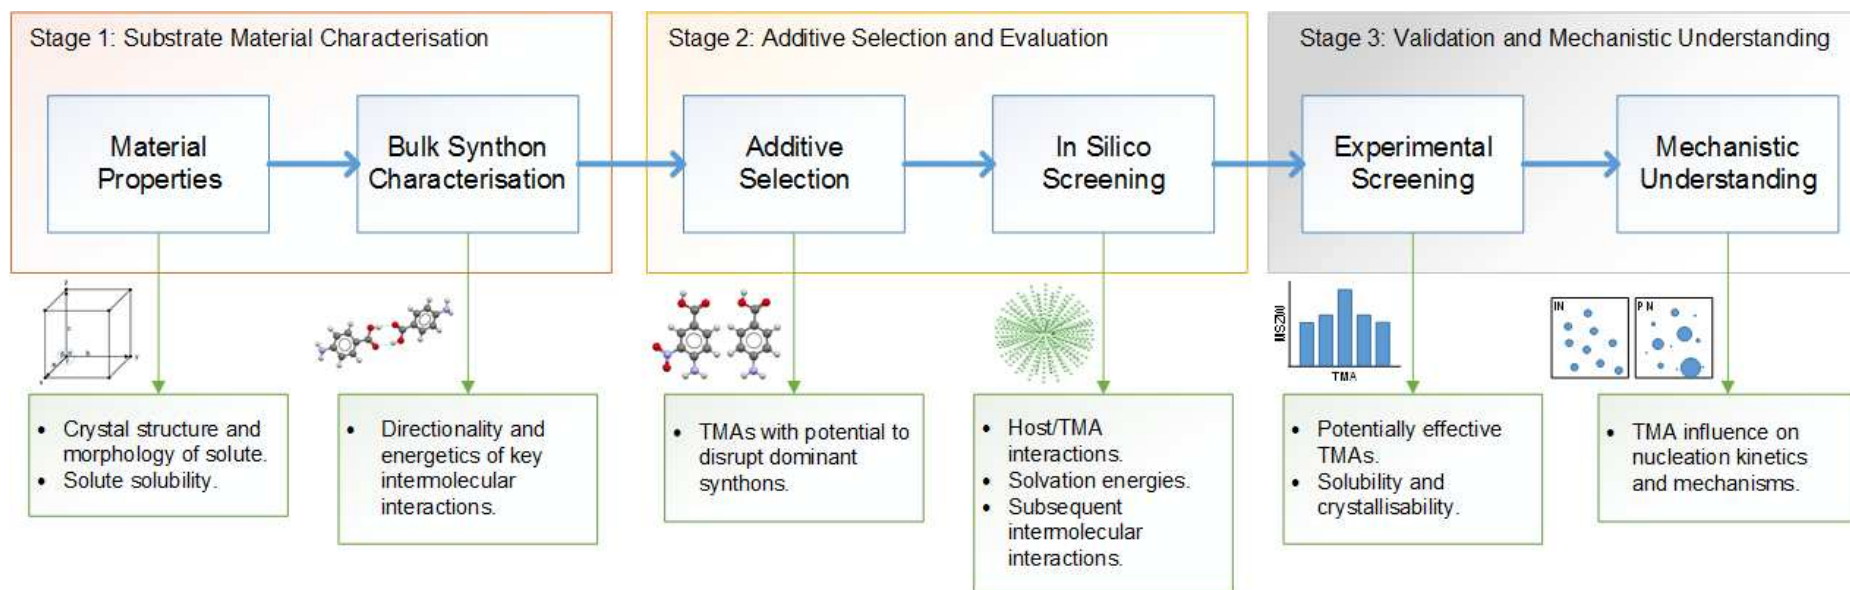 Stage 1: Substrate Material Characterisation
Stage 2: Additive Selection and Evaluation
Stage 3: Validation and Mechanistic Understanding
Material
Properties
Bulk Synthon
Characterisation
Additive
Selection
In Silico
Screening
Experimental
Screening
Mechanistic
Understanding
MSZW
TMA
IN
PN
• Crystal structure and
morphology of solute.
• Solute solubility.
• Directionality and
energetics of key
intermolecular
interactions.
• TMAs with potential to
disrupt dominant
synthons.
• Host/TMA
interactions.
• Solvation energies.
• Subsequent
intermolecular
interactions.
• Potentially effective
TMAs.
• Solubility and
crystallisability.
• TMA influence on
nucleation kinetics
and mechanisms.